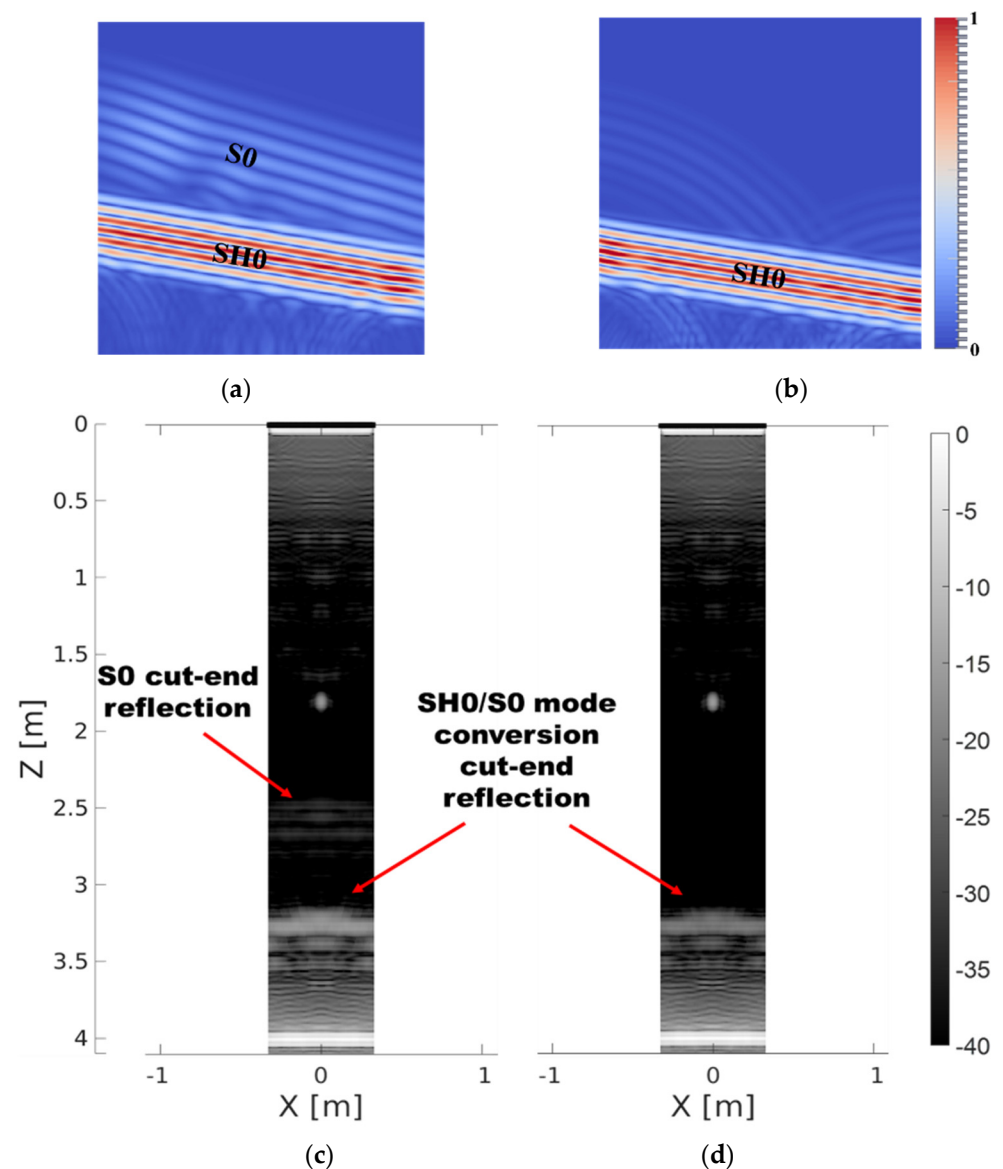 1
S0
SH0
SH0
0
(a)
(b)
0
0.5
1
1.5
2
2.5
3
3.5
4
Z [m]
S0 cut-end
reflection
SH0/S0 mode
conversion
cut-end
reflection
0
-5
-10
-15
-20
-25
-30
-35
-40
-1
0
1
-1
0
1
X [m]
X [m]
(c)
(d)